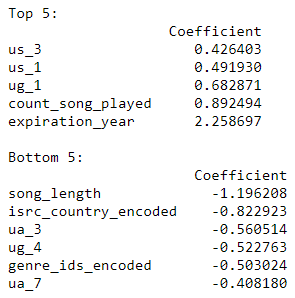 Top 5:
Coefficient
us_3 0.426403
us_1 0.491930
ug_1 0.682871
count_song_played 0.892494
expiration_year 2.258697
Bottom 5:
Coefficient
song_length -1.196208
isrc_country_encoded -0.822923
ua_3 -0.560514
ug_4 -0.522763
genre_ids_encoded -0.503024
ua_7 -0.408180